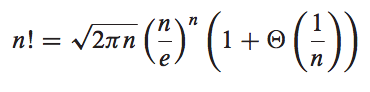 n! = √2πn (n/e)ⁿ (1 + Θ(1/n))